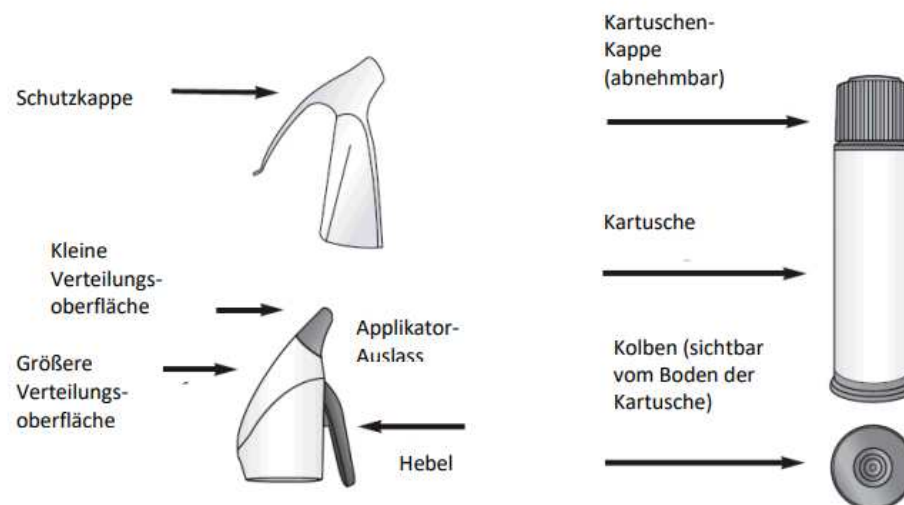 Schutzkappe
Kleine
Verteilungs-
oberfläche
Größere
Verteilungs-
oberfläche
Applikator-
Auslass
Hebel
Kartuschen-
Kappe
(abnehmbar)
Kartusche
Kolben (sichtbar
vom Boden der
Kartusche)